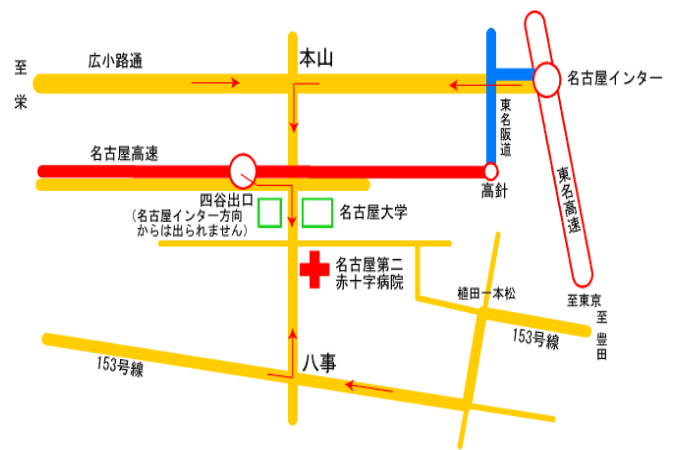 本山
広小路通
至
栄
名古屋インター
東名阪道
名古屋高速
高針
東名高速
四谷出口
(名古屋インター方向
からは出られません)
名古屋大学
名古屋第二
赤十字病院
植田一本松
至東京
至
豊
田
153号線
八事
153号線